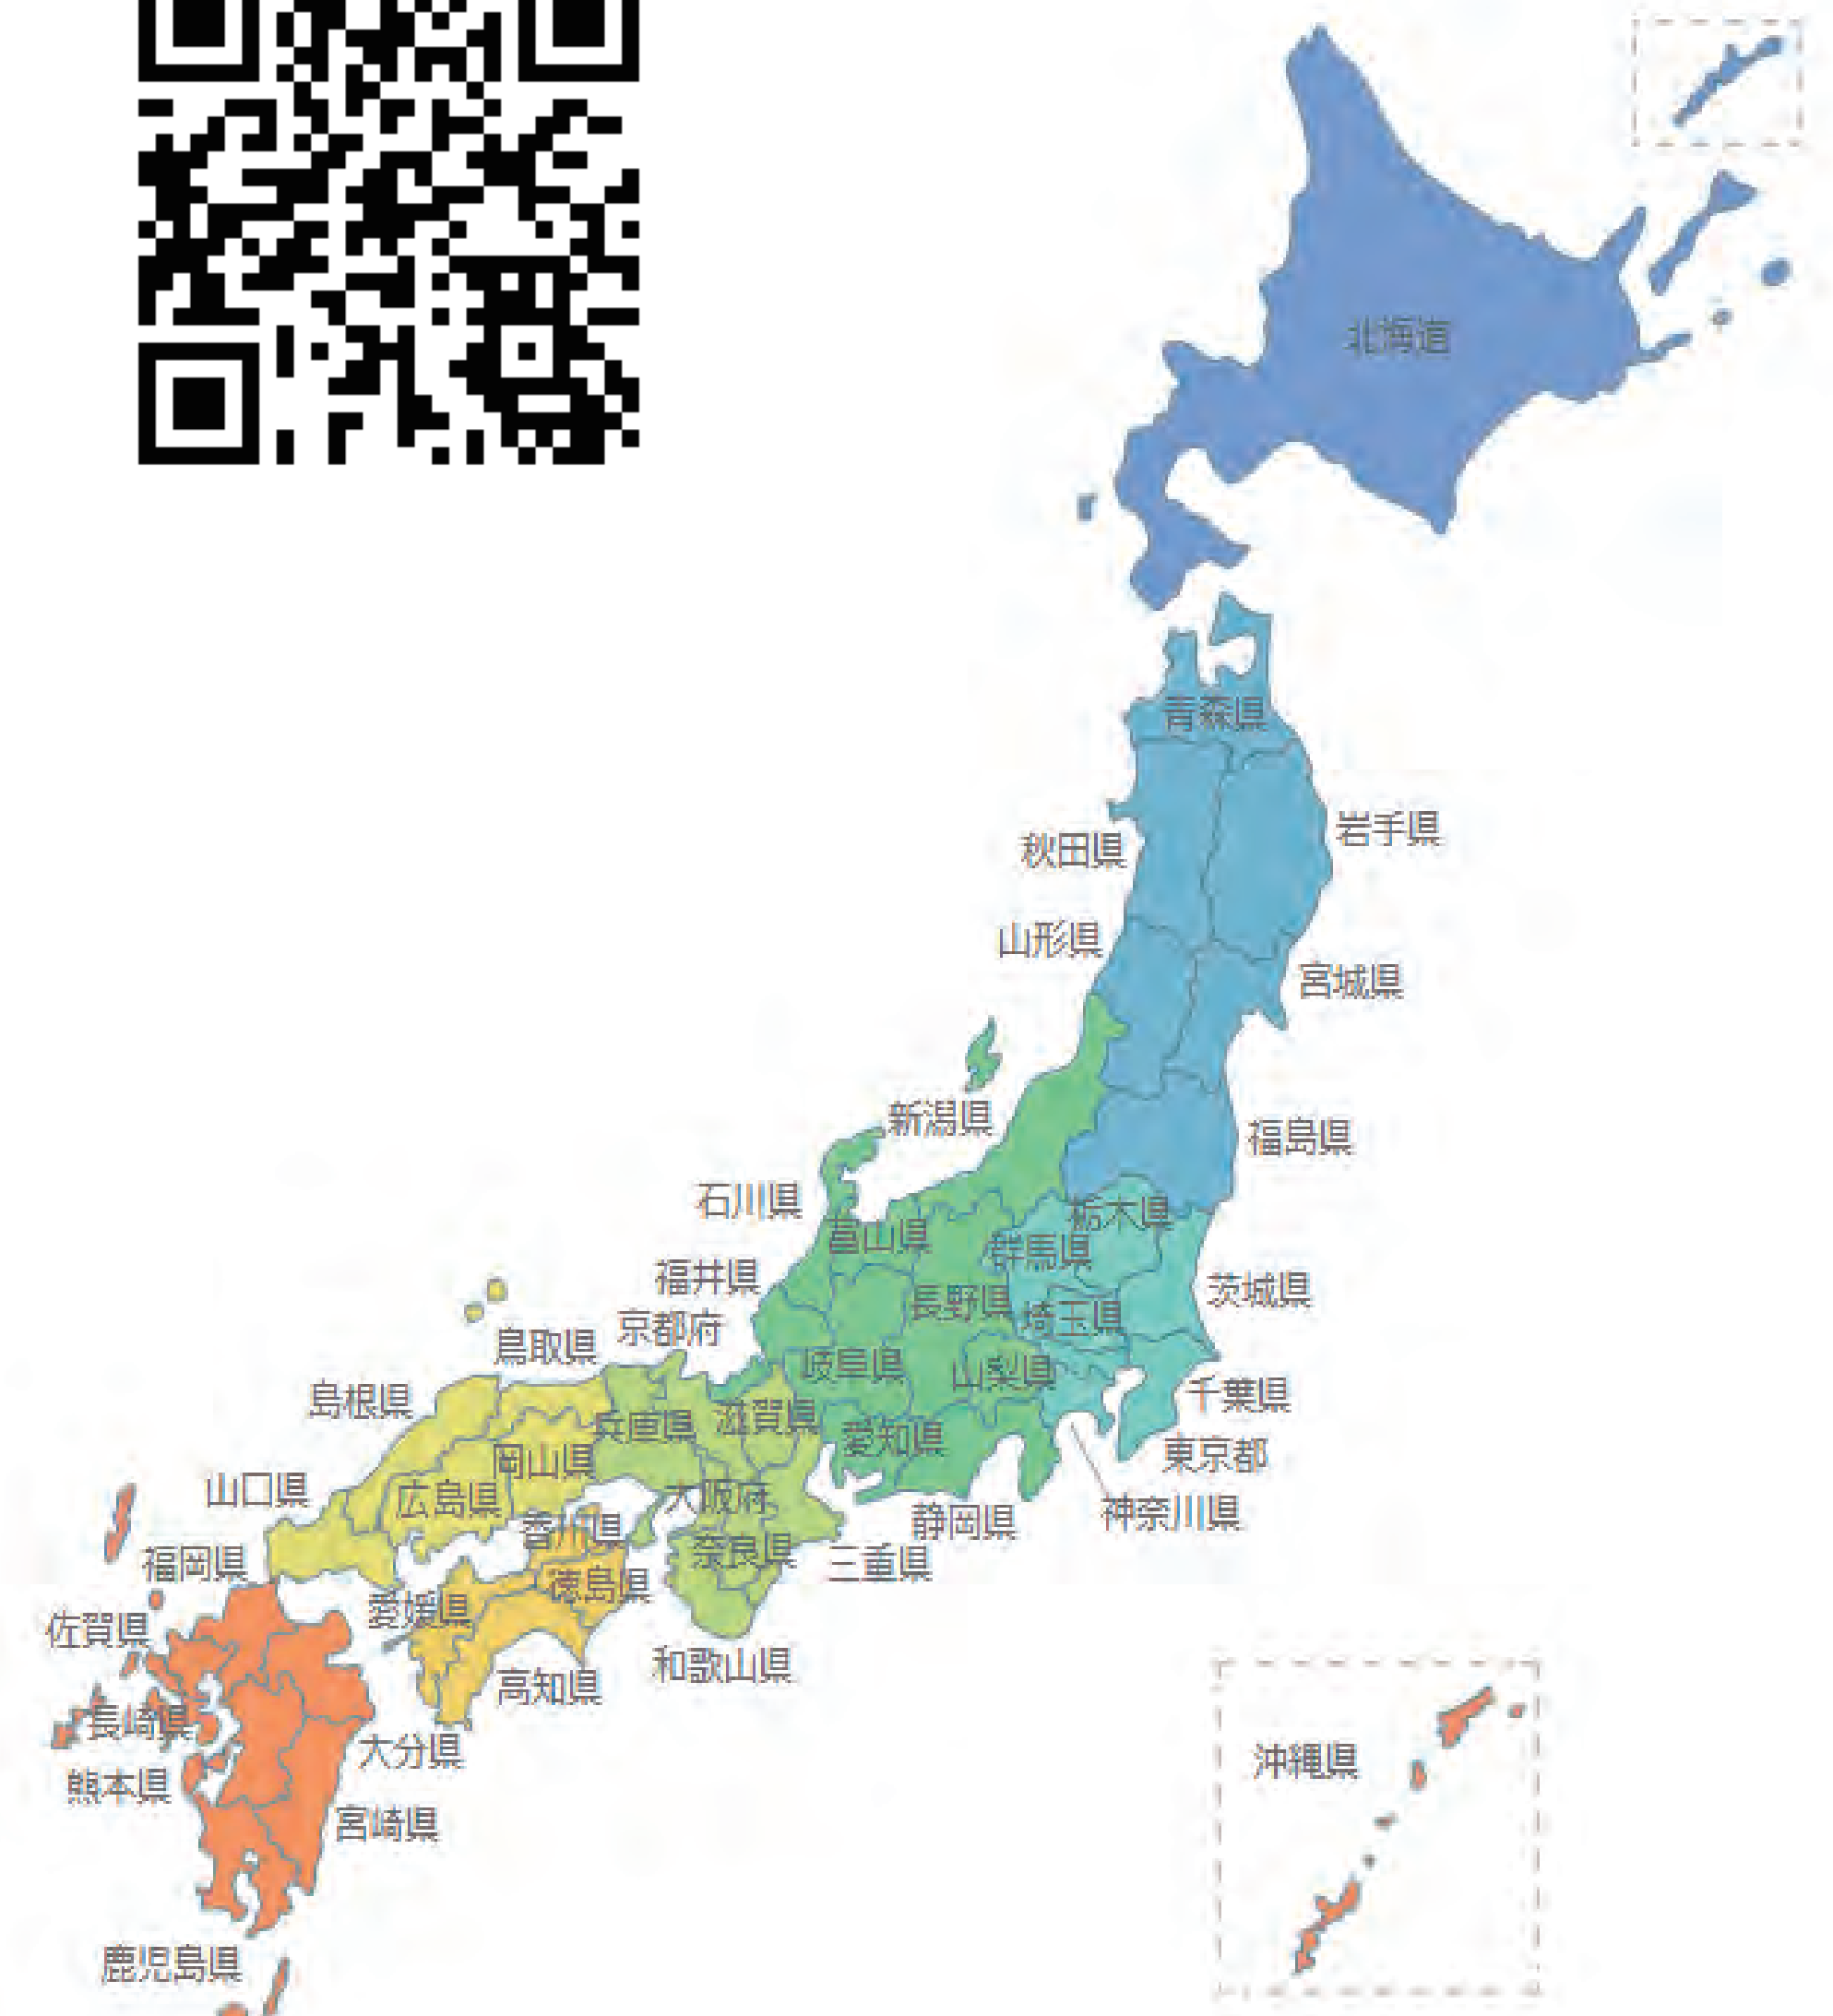 北海道
青森県
岩手県
秋田県
山形県
宮城県
新潟県
福島県
石川県
栃木県
富山県
群馬県
福井県
茨城県
長野県
埼玉県
京都府
鳥取県
岐阜県
山梨県
島根県
千葉県
兵庫県
滋賀県
愛知県
東京都
岡山県
山口県
広島県
大阪府
静岡県
神奈川県
香川県
奈良県
三重県
福岡県
徳島県
愛媛県
佐賀県
和歌山県
高知県
長崎県
大分県
沖縄県
熊本県
宮崎県
鹿児島県